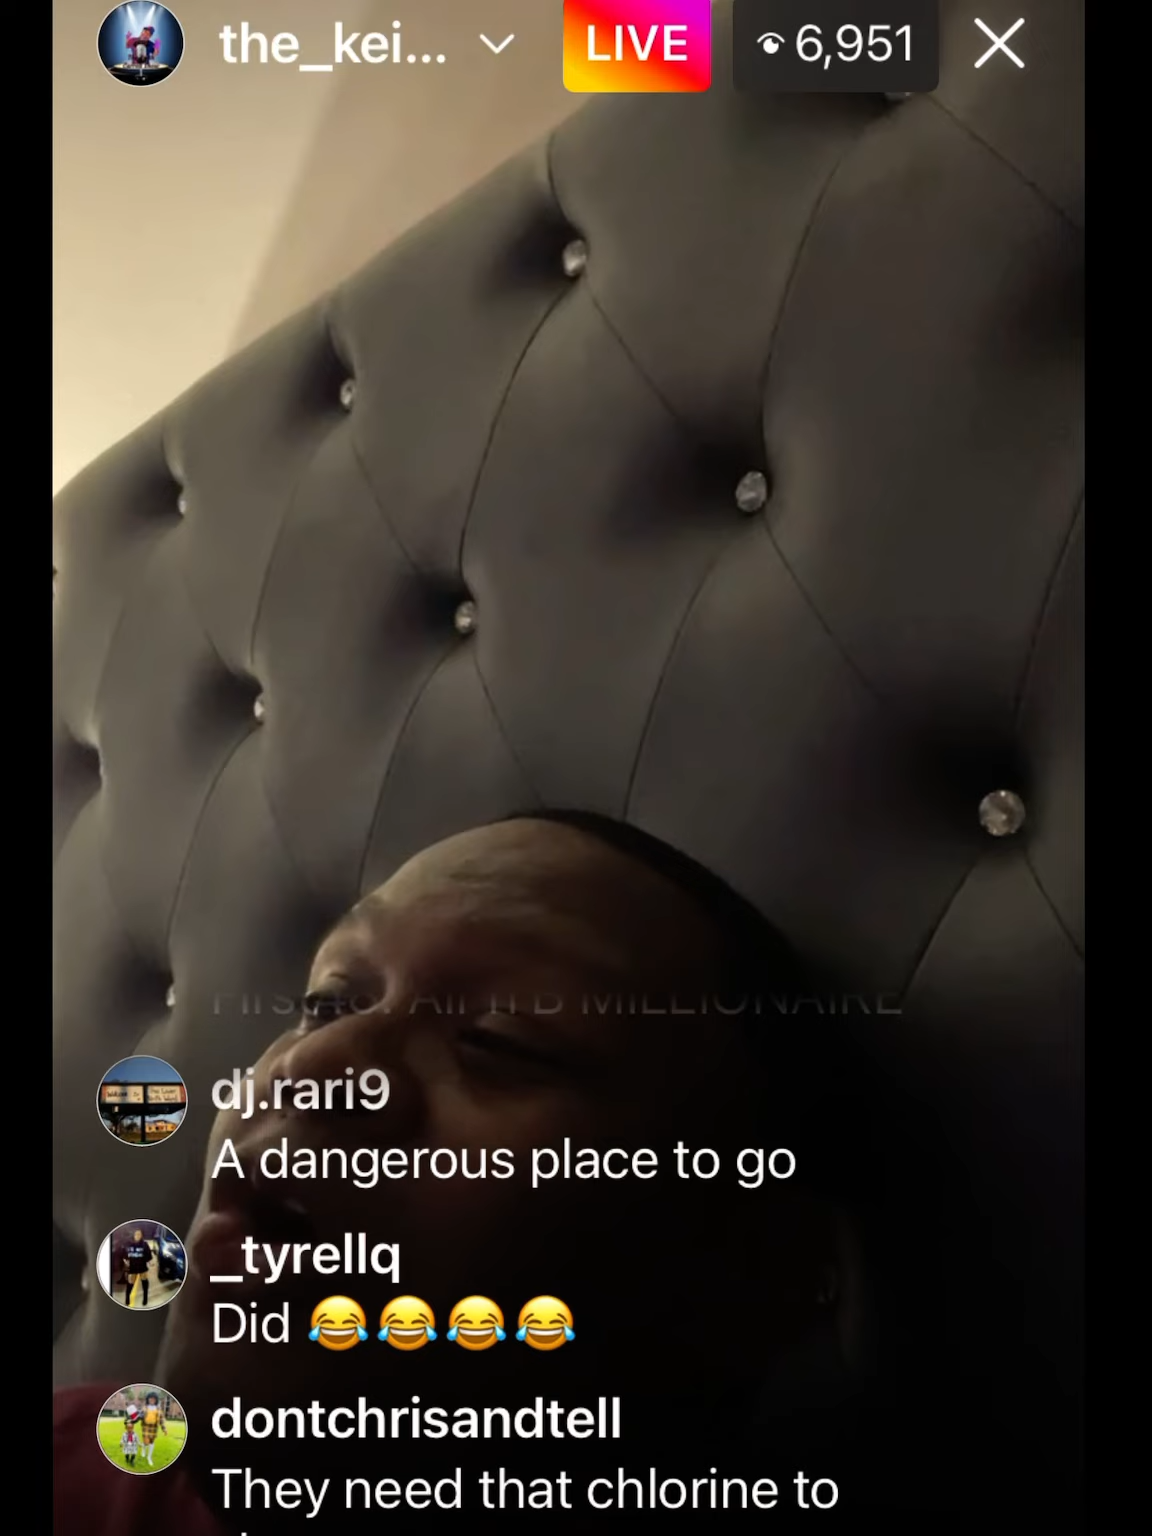 the_kei...
LIVE
6,951
dj.rari9
A dangerous place to go
_tyrellq
Did 😂😂😂😂
dontchrisandtell
They need that chlorine to